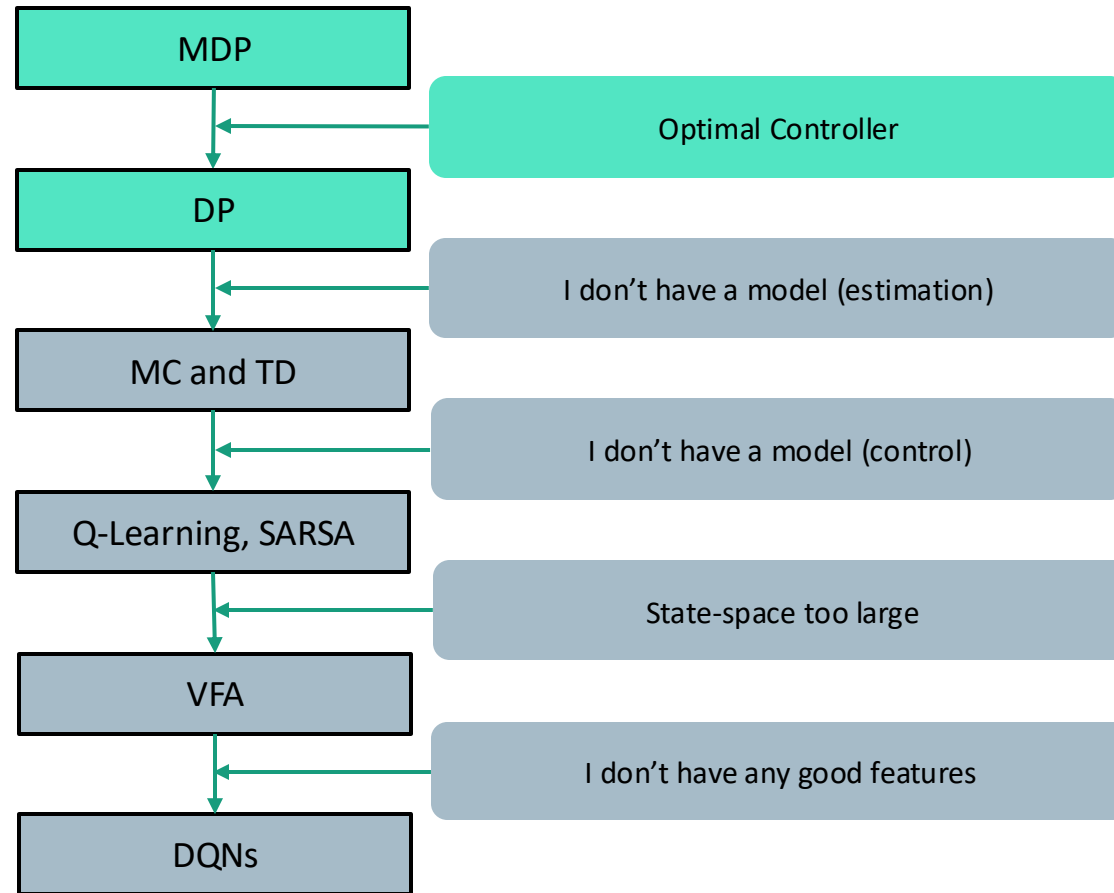 MDP
Optimal Controller
DP
I don’t have a model (estimation)
MC and TD
I don’t have a model (control)
Q-Learning, SARSA
State-space too large
VFA
I don’t have any good features
DQNs